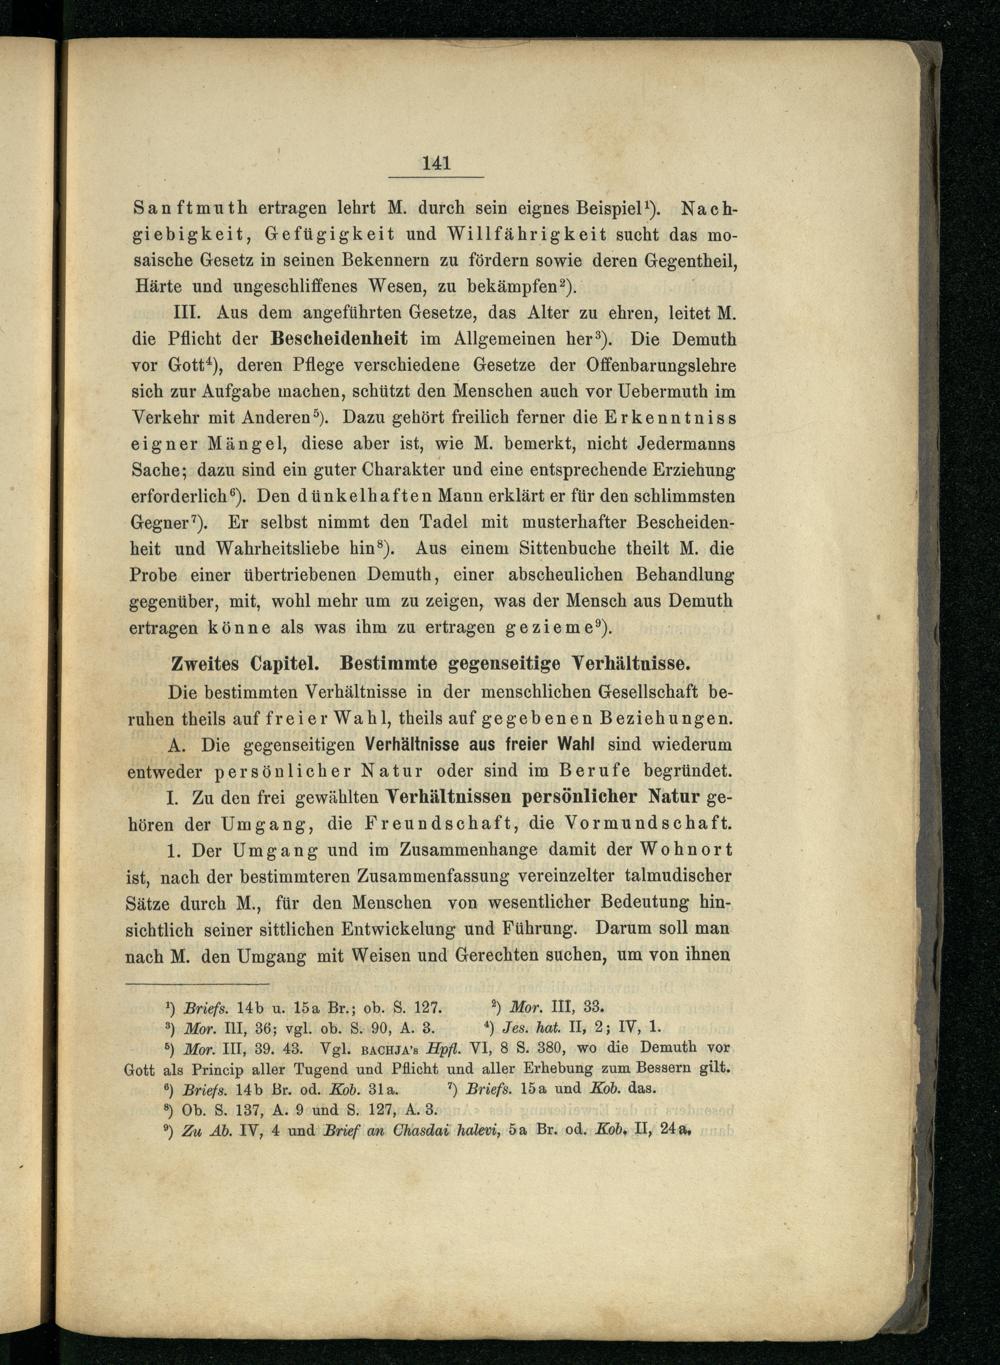 141
Sanftmuth ertragen lehrt M. durch sein eignes Beispiel¹). Nach-
giebigkeit, Gefügigkeit und Willfährigkeit sucht das mo-
saische Gesetz in seinen Bekennern zu fördern sowie deren Gegentheil,
Härte und ungeschliffenes Wesen, zu bekämpfen²).
III. Aus dem angeführten Gesetze, das Alter zu ehren, leitet M.
die Pflicht der Bescheidenheit im Allgemeinen her³). Die Demuth
vor Gott⁴), deren Pflege verschiedene Gesetze der Offenbarungslehre
sich zur Aufgabe machen, schützt den Menschen auch vor Uebermuth im
Verkehr mit Anderen⁵). Dazu gehört freilich ferner die Erkenntniss
eigner Mängel, diese aber ist, wie M. bemerkt, nicht Jedermanns
Sache; dazu sind ein guter Charakter und eine entsprechende Erziehung
erforderlich⁶). Den dünkelhaften Mann erklärt er für den schlimmsten
Gegner⁷). Er selbst nimmt den Tadel mit musterhafter Bescheiden-
heit und Wahrheitsliebe hin⁸). Aus einem Sittenbuche theilt M. die
Probe einer übertriebenen Demuth, einer abscheulichen Behandlung
gegenüber, mit, wohl mehr um zu zeigen, was der Mensch aus Demuth
ertragen könne als was ihm zu ertragen gezieme⁹).
Zweites Capitel. Bestimmte gegenseitige Verhältnisse.
Die bestimmten Verhältnisse in der menschlichen Gesellschaft be-
ruhen theils auf freier Wahl, theils auf gegebenen Beziehungen.
A. Die gegenseitigen Verhältnisse aus freier Wahl sind wiederum
entweder persönlicher Natur oder sind im Berufe begründet.
I. Zu den frei gewählten Verhältnissen persönlicher Natur ge-
hören der Umgang, die Freundschaft, die Vormundschaft.
1. Der Umgang und im Zusammenhange damit der Wohnort
ist, nach der bestimmteren Zusammenfassung vereinzelter talmudischer
Sätze durch M., für den Menschen von wesentlicher Bedeutung hin-
sichtlich seiner sittlichen Entwickelung und Führung. Darum soll man
nach M. den Umgang mit Weisen und Gerechten suchen, um von ihnen
¹) Briefs. 14b u. 15a Br.; ob. S. 127. ²) Mor. III, 33.
³) Mor. III, 36; vgl. ob. S. 90, A. 3. ⁴) Jes. hat. II, 2; IV, 1.
⁵) Mor. III, 39. 43. Vgl. BACHJA's Hpfl. VI, 8 S. 380, wo die Demuth vor
Gott als Princip aller Tugend und Pflicht und aller Erhebung zum Bessern gilt.
⁶) Briefs. 14b Br. od. Kob. 31a. ⁷) Briefs. 15a und Kob. das.
⁸) Ob. S. 137, A. 9 und S. 127, A. 3.
⁹) Zu Ab. IV, 4 und Brief an Chasdai halevi, 5a Br. od. Kob. II, 24a.